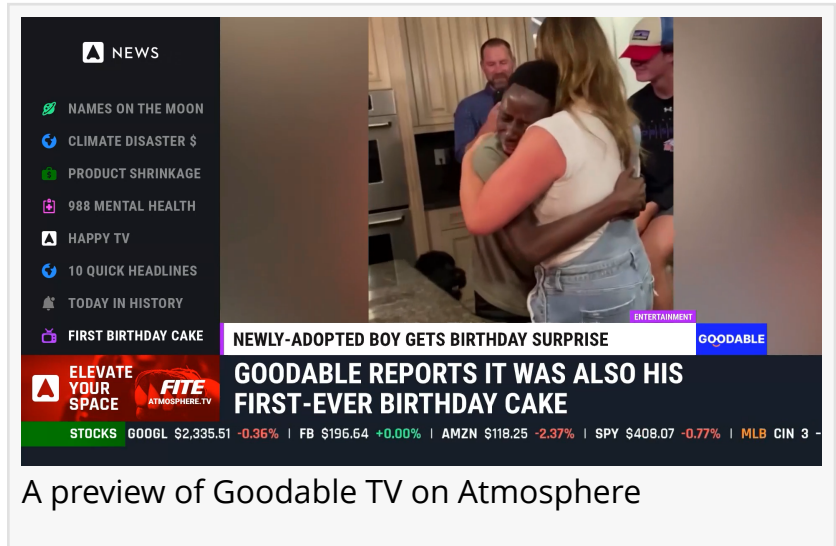 NEWS
NAMES ON THE MOON
CLIMATE DISASTER $
PRODUCT SHRINKAGE
988 MENTAL HEALTH
HAPPY TV
10 QUICK HEADLINES
TODAY IN HISTORY
FIRST BIRTHDAY CAKE
ENTERTAINMENT
NEWLY-ADOPTED BOY GETS BIRTHDAY SURPRISE
GOODABLE
ELEVATE
YOUR
SPACE
FITE
ATMOSPHERE.TV
GOODABLE REPORTS IT WAS ALSO HIS
FIRST-EVER BIRTHDAY CAKE
STOCKS GOOGL $2,335.51 -0.36% | FB $196.64 +0.00% | AMZN $118.25 -2.37% | SPY $408.07 -0.77% | MLB CIN 3 -
A preview of Goodable TV on Atmosphere